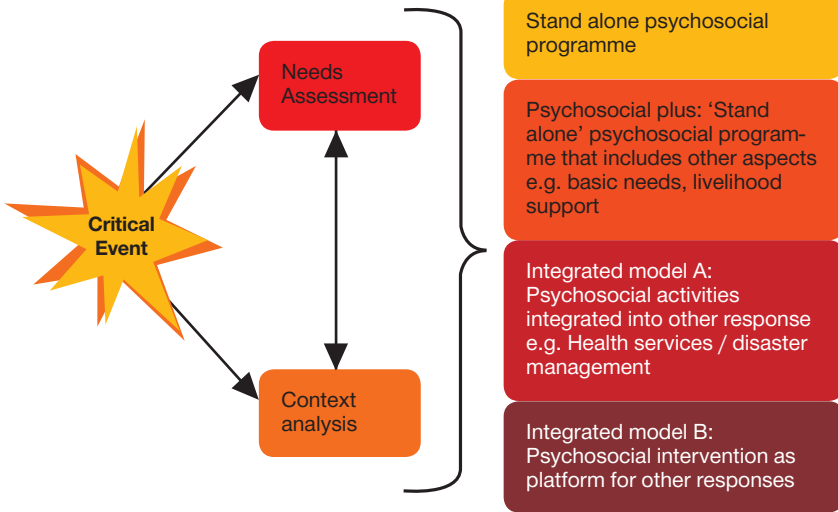 Critical
Event
Needs
Assessment
Context
analysis
Stand alone psychosocial
programme
Psychosocial plus: ‘Stand
alone’ psychosocial program-
me that includes other aspects
e.g. basic needs, livelihood
support
Integrated model A:
Psychosocial activities
integrated into other response
e.g. Health services / disaster
management
Integrated model B:
Psychosocial intervention as
platform for other responses